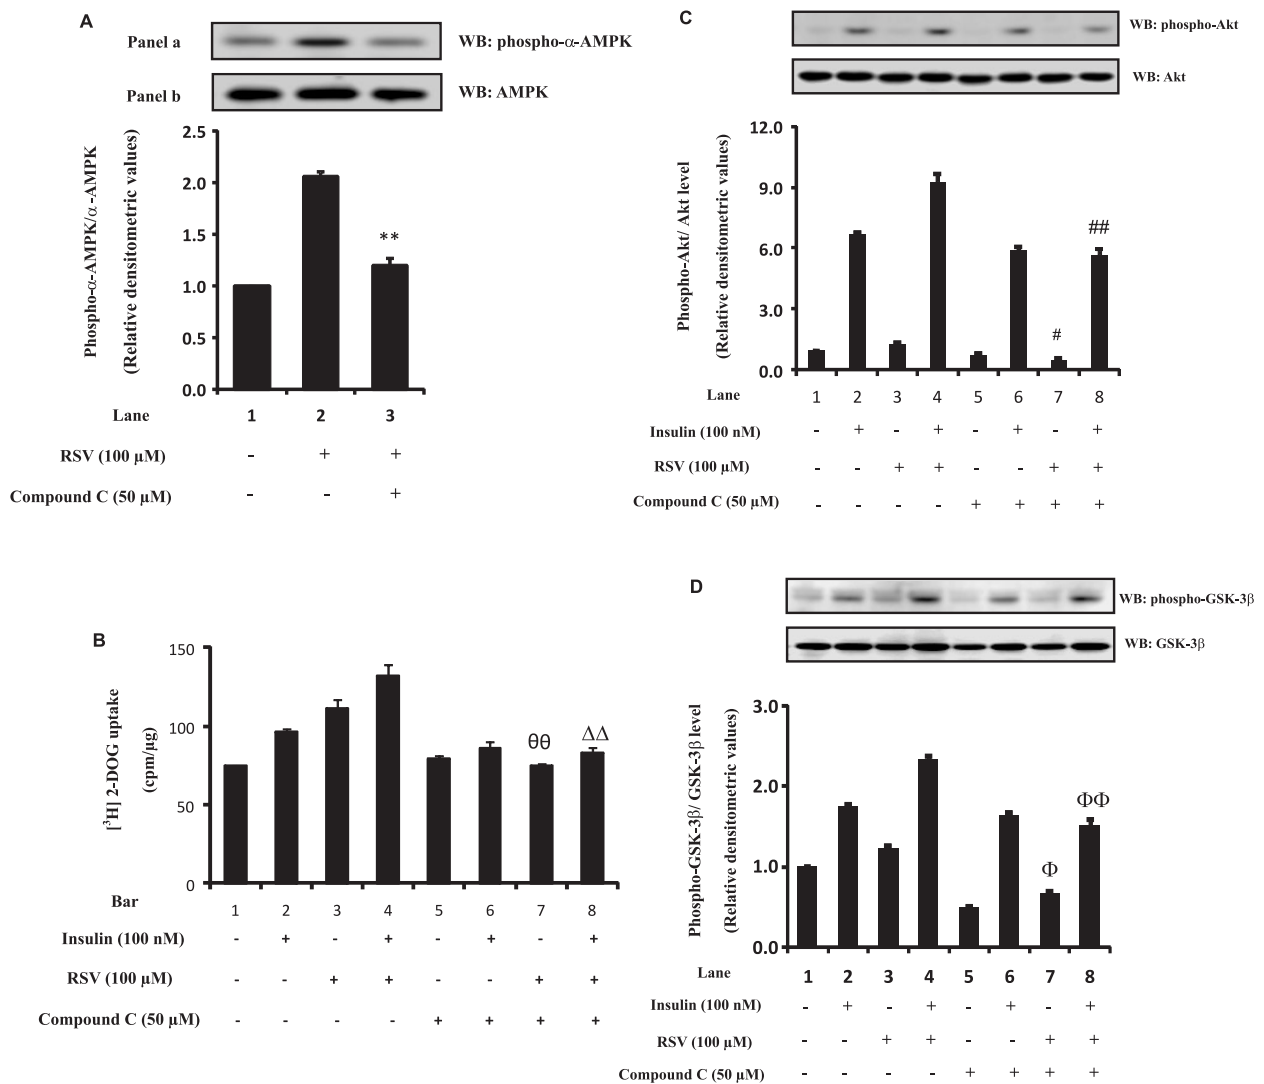 A
Panel a
WB: phospho-α-AMPK
Panel b
WB: AMPK
Phospho-α-AMPK/α -AMPK
(Relative densitometric values)
2.5
2.0
1.5
1.0
0.5
0.0
**
Lane 1 2 3
RSV (100 µM) - + +
Compound C (50 µM) - - +
B
[³H] 2-DOG uptake
(cpm/µg)
150
100
50
0
θθ ΔΔ
Bar 1 2 3 4 5 6 7 8
Insulin (100 nM) - + - + - + - +
RSV (100 µM) - - + + - - + +
Compound C (50 µM) - - - - + + + +
C
WB: phospho-Akt
WB: Akt
Phospho-Akt/ Akt level
(Relative densitometric values)
12.0
9.0
6.0
3.0
0.0
# ##
Lane 1 2 3 4 5 6 7 8
Insulin (100 nM) - + - + - + - +
RSV (100 µM) - - + + - - + +
Compound C (50 µM) - - - - + + + +
D
WB: phospho-GSK-3β
WB: GSK-3β
Phospho-GSK-3β/ GSK-3β level
(Relative densitometric values)
3.0
2.0
1.0
0.0
Φ ΦΦ
Lane 1 2 3 4 5 6 7 8
Insulin (100 nM) - + - + - + - +
RSV (100 µM) - - + + - - + +
Compound C (50 µM) - - - - + + + +